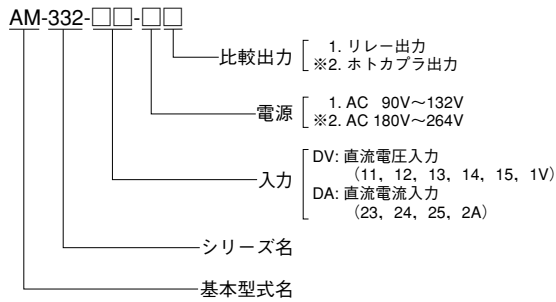 AM-332-□□-□□
比較出力
1. リレー出力
※2. ホトカプラ出力
電源
1. AC 90V～132V
※2. AC 180V～264V
入力
DV: 直流電圧入力
(11, 12, 13, 14, 15, 1V)
DA: 直流電流入力
(23, 24, 25, 2A)
シリーズ名
基本型式名